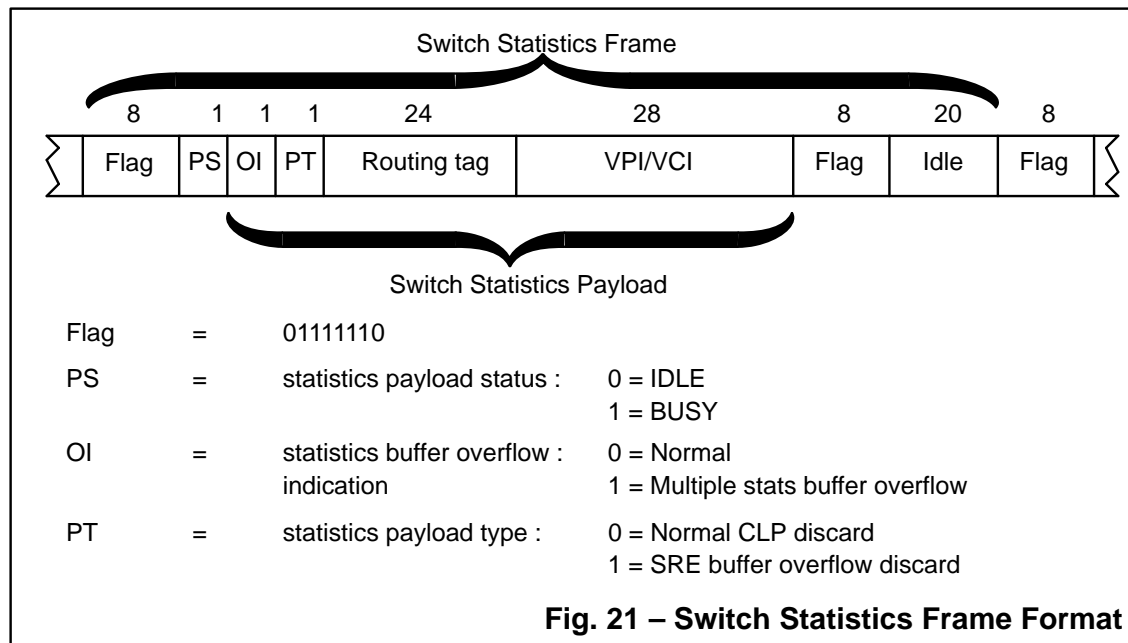 Switch Statistics Frame
8 1 1 1 24 28 8 20 8
Flag PS OI PT Routing tag VPI/VCI Flag Idle Flag
Switch Statistics Payload
Flag = 01111110
PS = statistics payload status : 0 = IDLE
1 = BUSY
OI = statistics buffer overflow : 0 = Normal
indication 1 = Multiple stats buffer overflow
PT = statistics payload type : 0 = Normal CLP discard
1 = SRE buffer overflow discard
Fig. 21 – Switch Statistics Frame Format